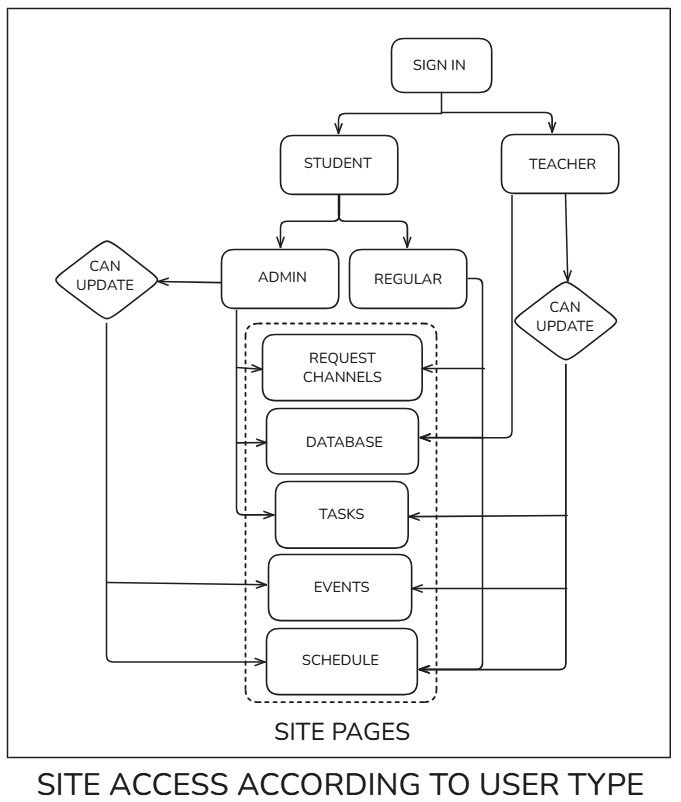 SIGN IN
STUDENT
TEACHER
CAN
UPDATE
ADMIN
REGULAR
CAN
UPDATE
REQUEST
CHANNELS
DATABASE
TASKS
EVENTS
SCHEDULE
SITE PAGES
SITE ACCESS ACCORDING TO USER TYPE